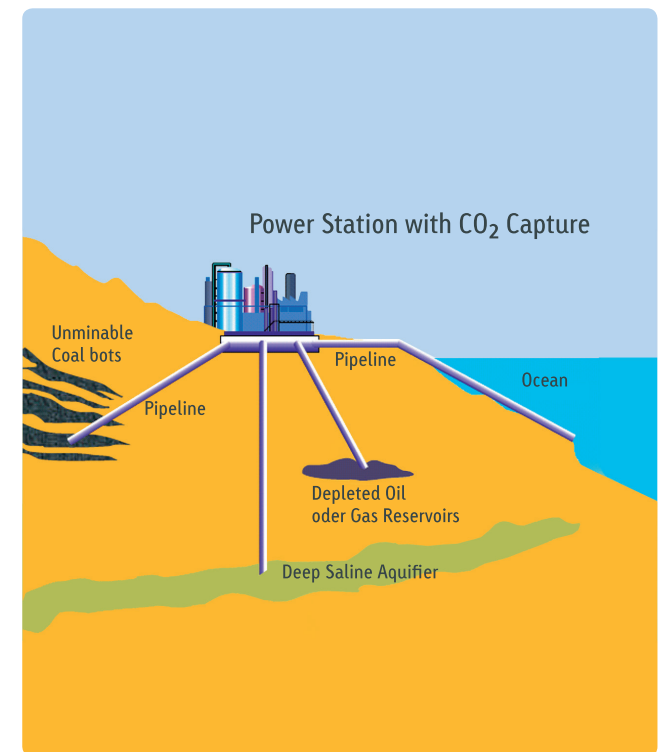 Power Station with CO₂ Capture
Unminable
Coal bots
Pipeline
Pipeline
Ocean
Depleted Oil
oder Gas Reservoirs
Deep Saline Aquifier